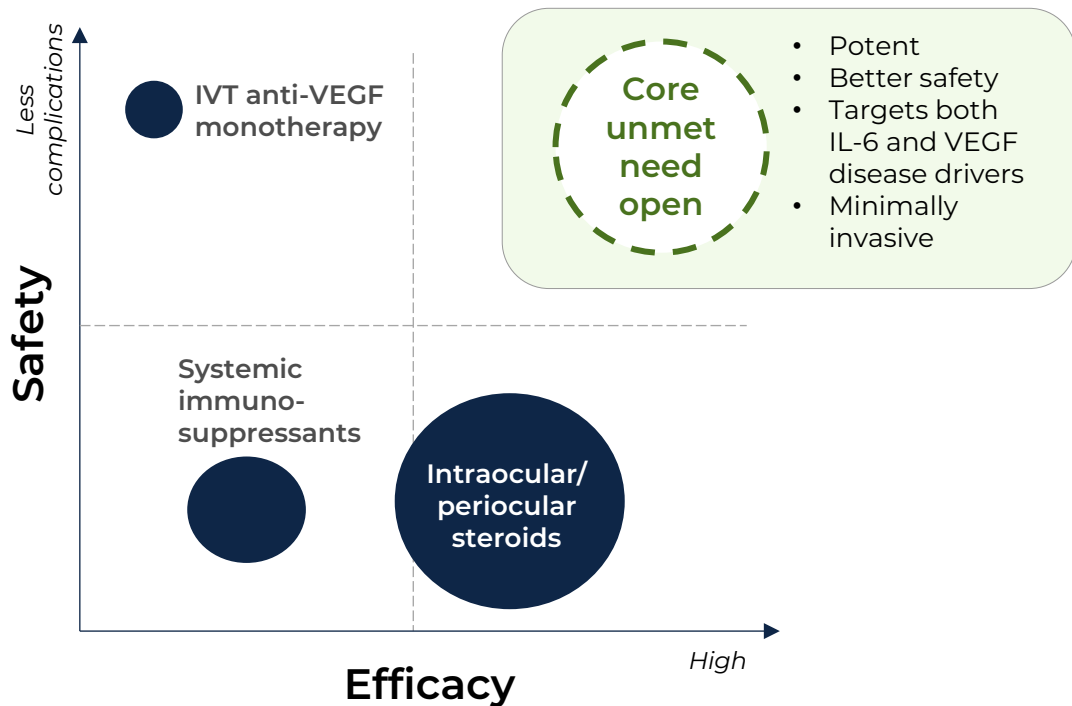 Less
complications
Safety
IVT anti-VEGF
monotherapy
Core
unmet
need
open
• Potent
• Better safety
• Targets both
IL-6 and VEGF
disease drivers
• Minimally
invasive
Systemic
immuno-
suppressants
Intraocular/
periocular
steroids
High
Efficacy